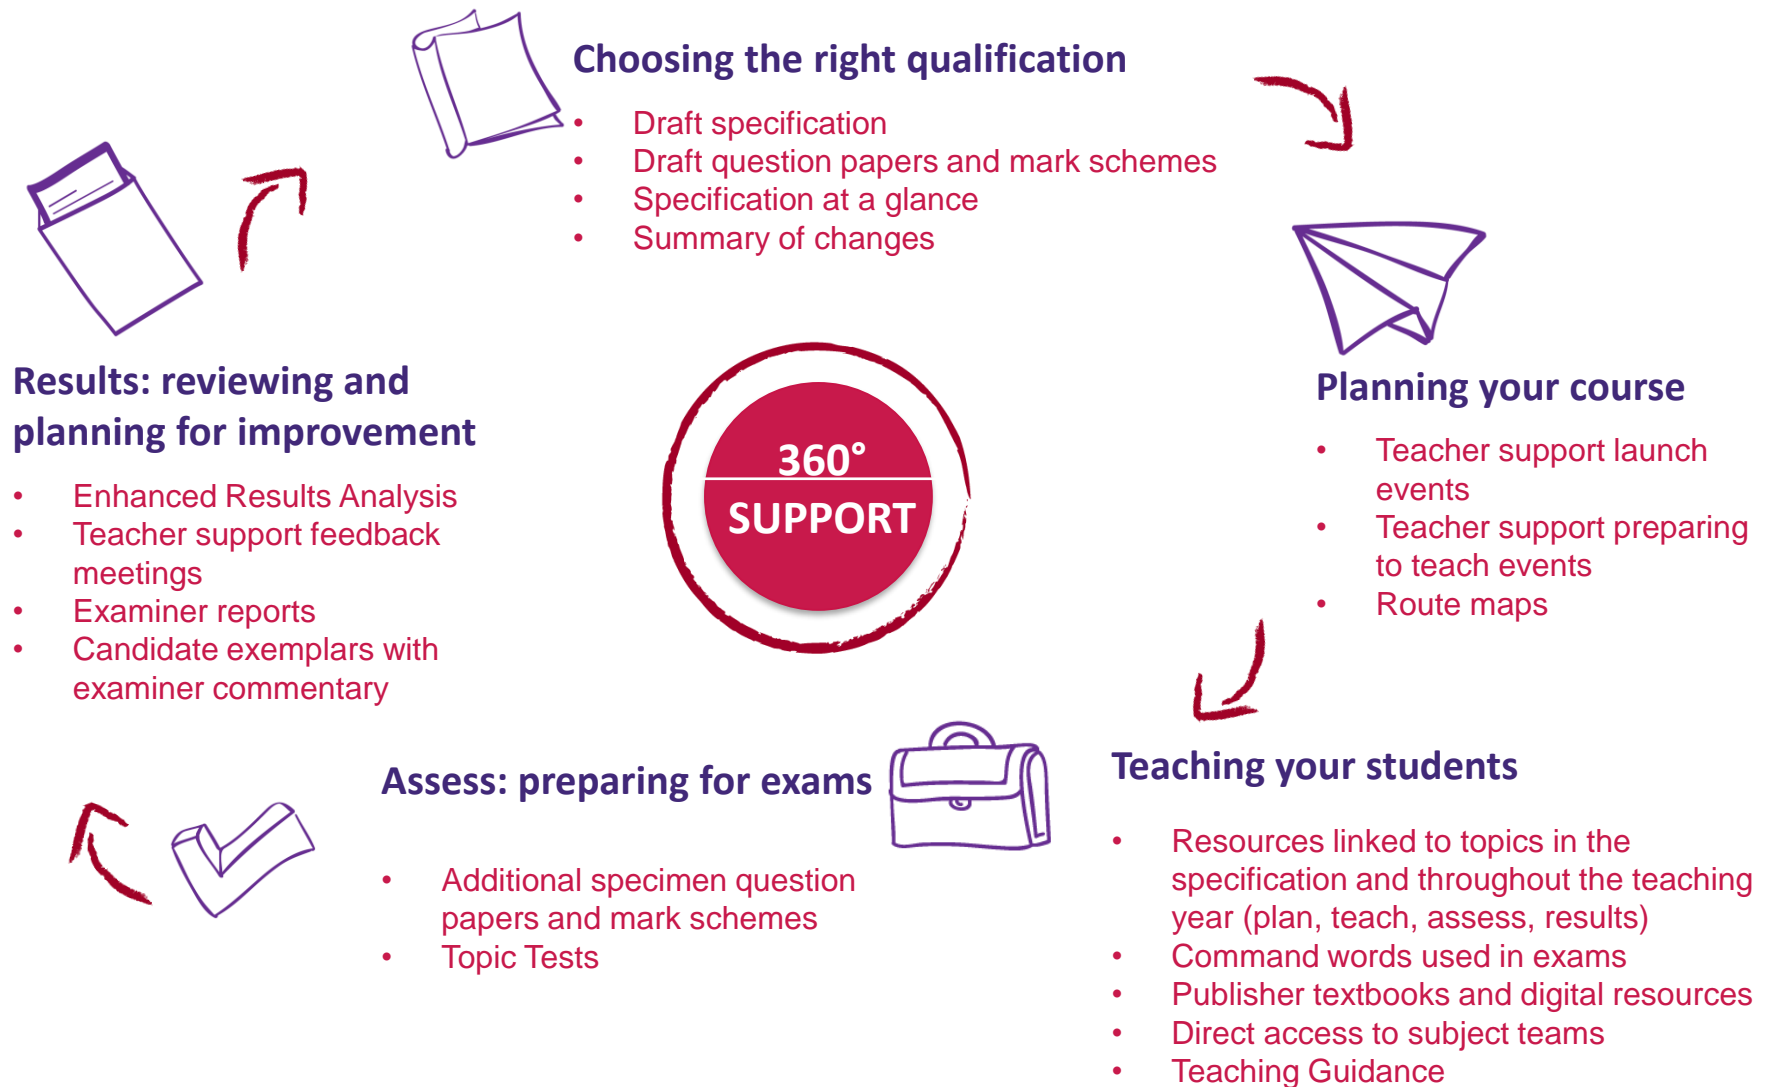 Choosing the right qualification
• Draft specification
• Draft question papers and mark schemes
• Specification at a glance
• Summary of changes
Planning your course
• Teacher support launch
events
• Teacher support preparing
to teach events
• Route maps
Teaching your students
• Resources linked to topics in the
specification and throughout the teaching
year (plan, teach, assess, results)
• Command words used in exams
• Publisher textbooks and digital resources
• Direct access to subject teams
• Teaching Guidance
Assess: preparing for exams
• Additional specimen question
papers and mark schemes
• Topic Tests
Results: reviewing and
planning for improvement
• Enhanced Results Analysis
• Teacher support feedback
meetings
• Examiner reports
• Candidate exemplars with
examiner commentary
360°
SUPPORT